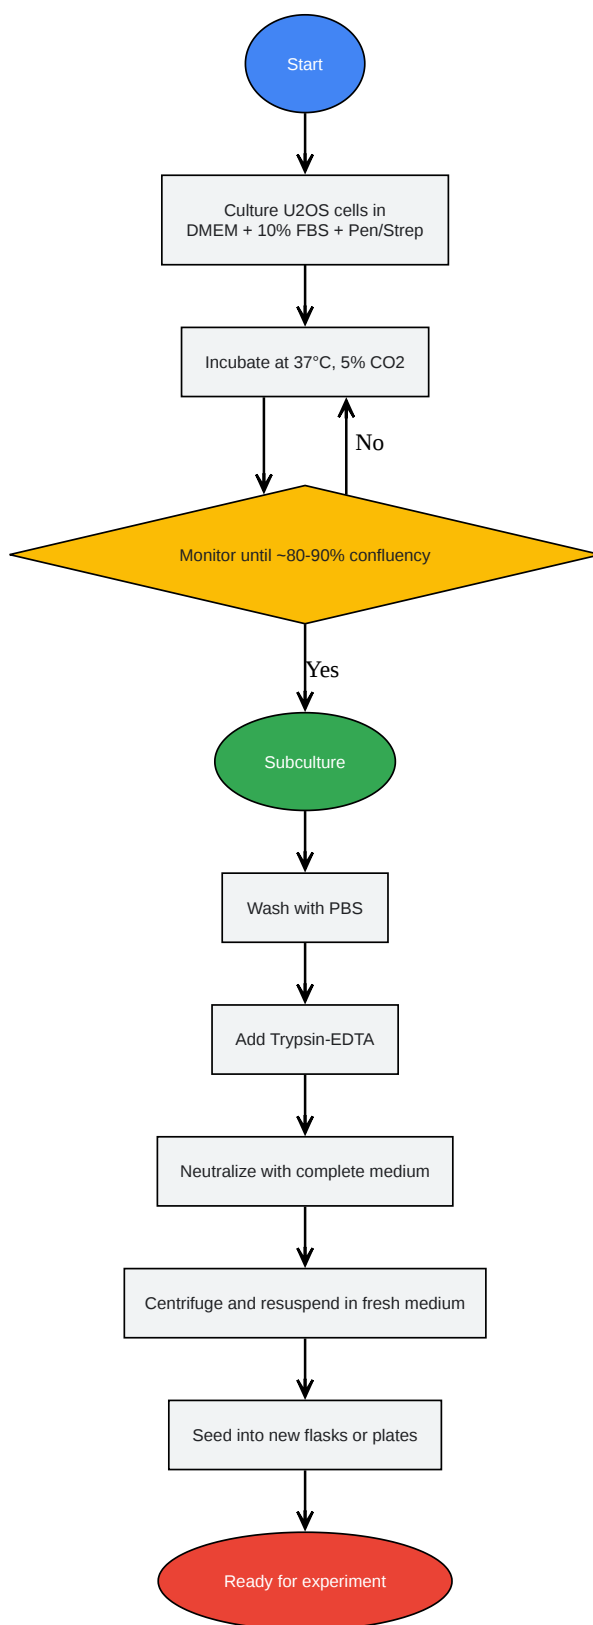 Start
Culture U2OS cells in
DMEM + 10% FBS + Pen/Strep
Incubate at 37°C, 5% CO2
No
Monitor until ~80-90% confluency
Yes
Subculture
Wash with PBS
Add Trypsin-EDTA
Neutralize with complete medium
Centrifuge and resuspend in fresh medium
Seed into new flasks or plates
Ready for experiment